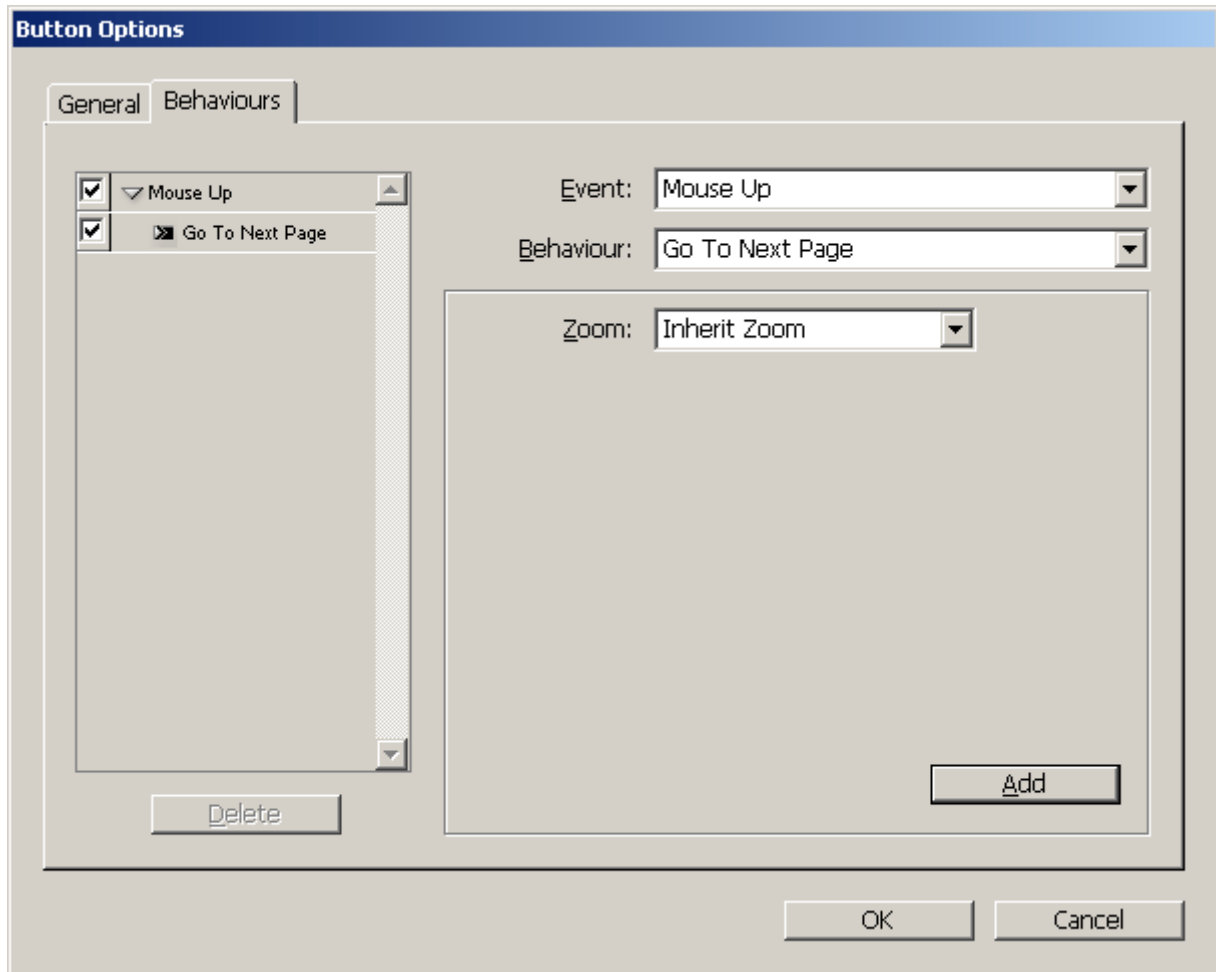 Button Options
General
Behaviours
Mouse Up
Go To Next Page
Event: Mouse Up
Behaviour: Go To Next Page
Zoom: Inherit Zoom
Add
Delete
OK
Cancel